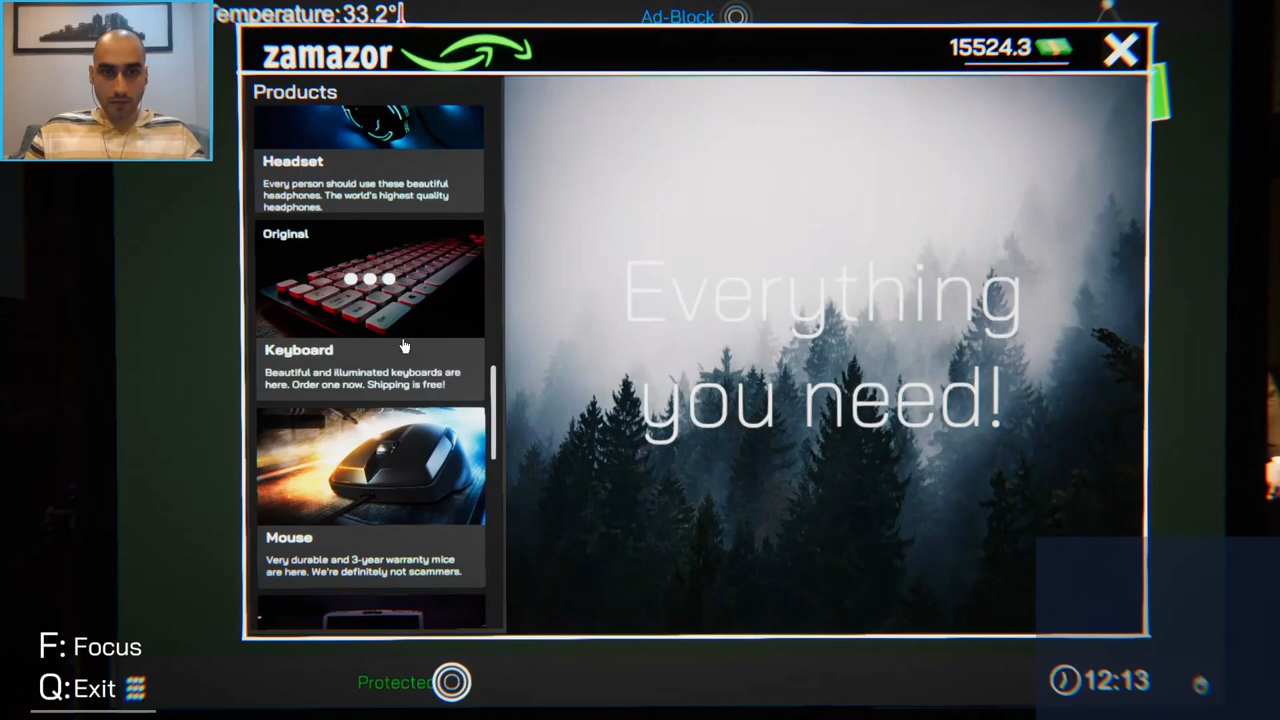 Temperature: 33.2°
Ad-Block
zamazor
15524.3
Products
Headset
Every person should use these beautiful
headphones. The world's highest quality
headphones.
Original
Keyboard
Beautiful and illuminated keyboards are
here. Order one now. Shipping is free!
Mouse
Very durable and 3-year warranty mice
are here. We're definitely not scammers.
Everything
you need!
F: Focus
Q: Exit
Protected
12:13